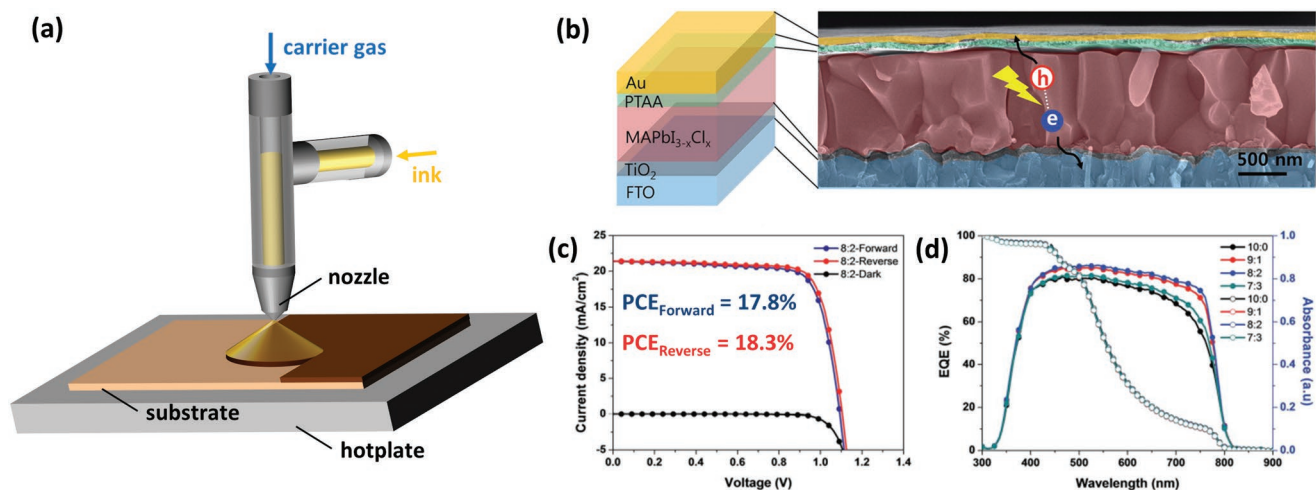 (a)
carrier gas
ink
nozzle
substrate
hotplate
(b)
Au
PTAA
MAPbI3-xClx
TiO2
FTO
h
e
500 nm
(c)
Current density (mA/cm²)
25
20
15
10
5
0
-5
8:2-Forward
8:2-Reverse
8:2-Dark
PCEForward = 17.8%
PCEReverse = 18.3%
0.0 0.2 0.4 0.6 0.8 1.0 1.2 1.4
Voltage (V)
(d)
EQE (%)
100
80
60
40
20
0
10:0
9:1
8:2
7:3
10:0
9:1
8:2
7:3
1.0
0.8
0.6
0.4
0.2
0.0
Absorbance (a.u)
300 400 500 600 700 800 900
Wavelength (nm)